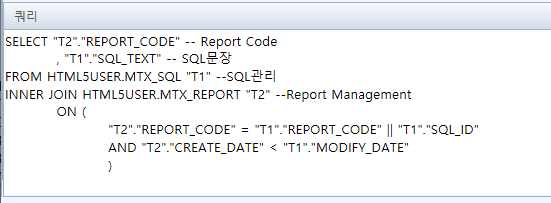 쿼리
SELECT "T2"."REPORT_CODE" -- Report Code
, "T1"."SQL_TEXT" -- SQL문장
FROM HTML5USER.MTX_SQL "T1" --SQL관리
INNER JOIN HTML5USER.MTX_REPORT "T2" --Report Management
ON (
"T2"."REPORT_CODE" = "T1"."REPORT_CODE" || "T1"."SQL_ID"
AND "T2"."CREATE_DATE" < "T1"."MODIFY_DATE"
)